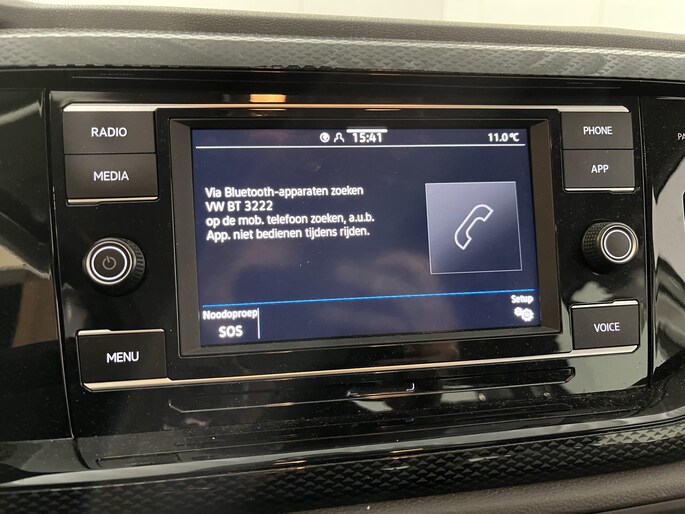 RADIO
MEDIA
MENU
15:41
11.0°C
Via Bluetooth-apparaten zoeken
VW BT 3222
op de mob. telefoon zoeken, a.u.b.
App. niet bedienen tijdens rijden.
Noodoproep
SOS
Setup
PHONE
APP
VOICE